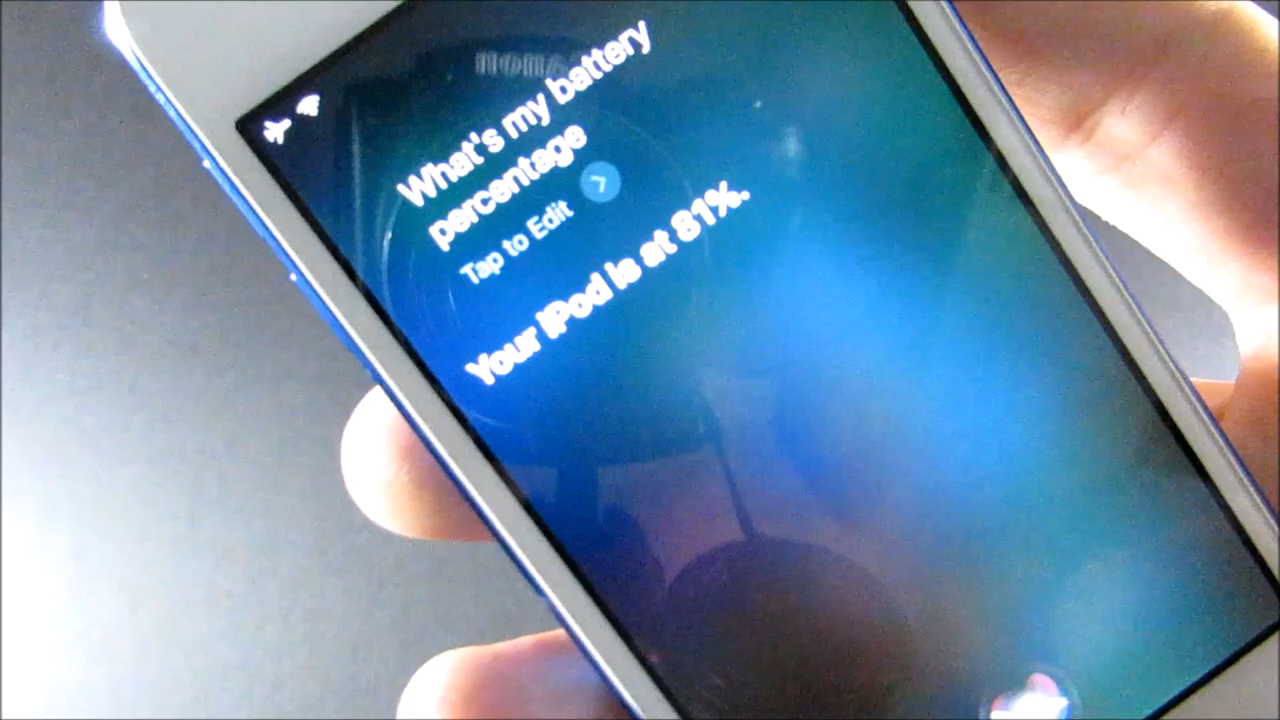 What's my battery
percentage
Tap to Edit
Your iPod is at 81%.